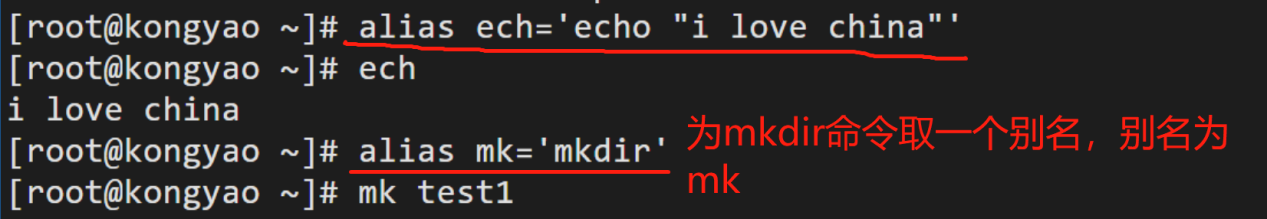 [root@kongyao ~]# alias ech='echo "i love china"'
[root@kongyao ~]# ech
i love china
[root@kongyao ~]# alias mk='mkdir'
为mkdir命令取一个别名，别名为
mk
[root@kongyao ~]# mk test1